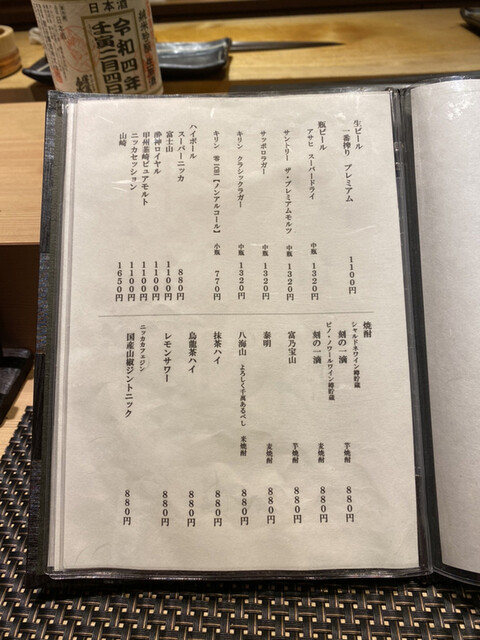 日本酒
令和四年
壬寅二月四日
生ビール
一番搾り プレミアム 1100円
瓶ビール
アサヒ スーパードライ 中瓶 1320円
サントリー ザ・プレミアムモルツ 中瓶 1320円
サッポロラガー 中瓶 1320円
キリン クラシックラガー 中瓶 1320円
キリン 零ICHI【ノンアルコール】 小瓶 770円
ハイボール
スーパーニッカ 880円
富士山 1100円
酔神ロイヤル 1100円
甲州韮崎ピュアモルト 1100円
ニッカセッション 1100円
山崎 1650円
焼酎
シャルドネワイン樽貯蔵
刻の一滴 芋焼酎 880円
ピノ・ノワールワイン樽貯蔵
刻の一滴 麦焼酎 880円
富乃宝山 芋焼酎 880円
泰明 麦焼酎 880円
八海山 よろしく千萬あるべし 米焼酎 880円
抹茶ハイ 880円
烏龍茶ハイ 880円
レモンサワー 880円
ニッカカフェジン
国産山椒ジントニック 880円